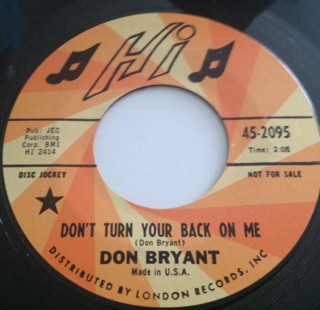 Hi
Pub: JEC
Publishing
Corp. BMI
HI 2414
45-2095
Time: 2:08
DISC JOCKEY
NOT FOR SALE
DON'T TURN YOUR BACK ON ME
(Don Bryant)
DON BRYANT
Made in U.S.A.
DISTRIBUTED BY LONDON RECORDS, INC